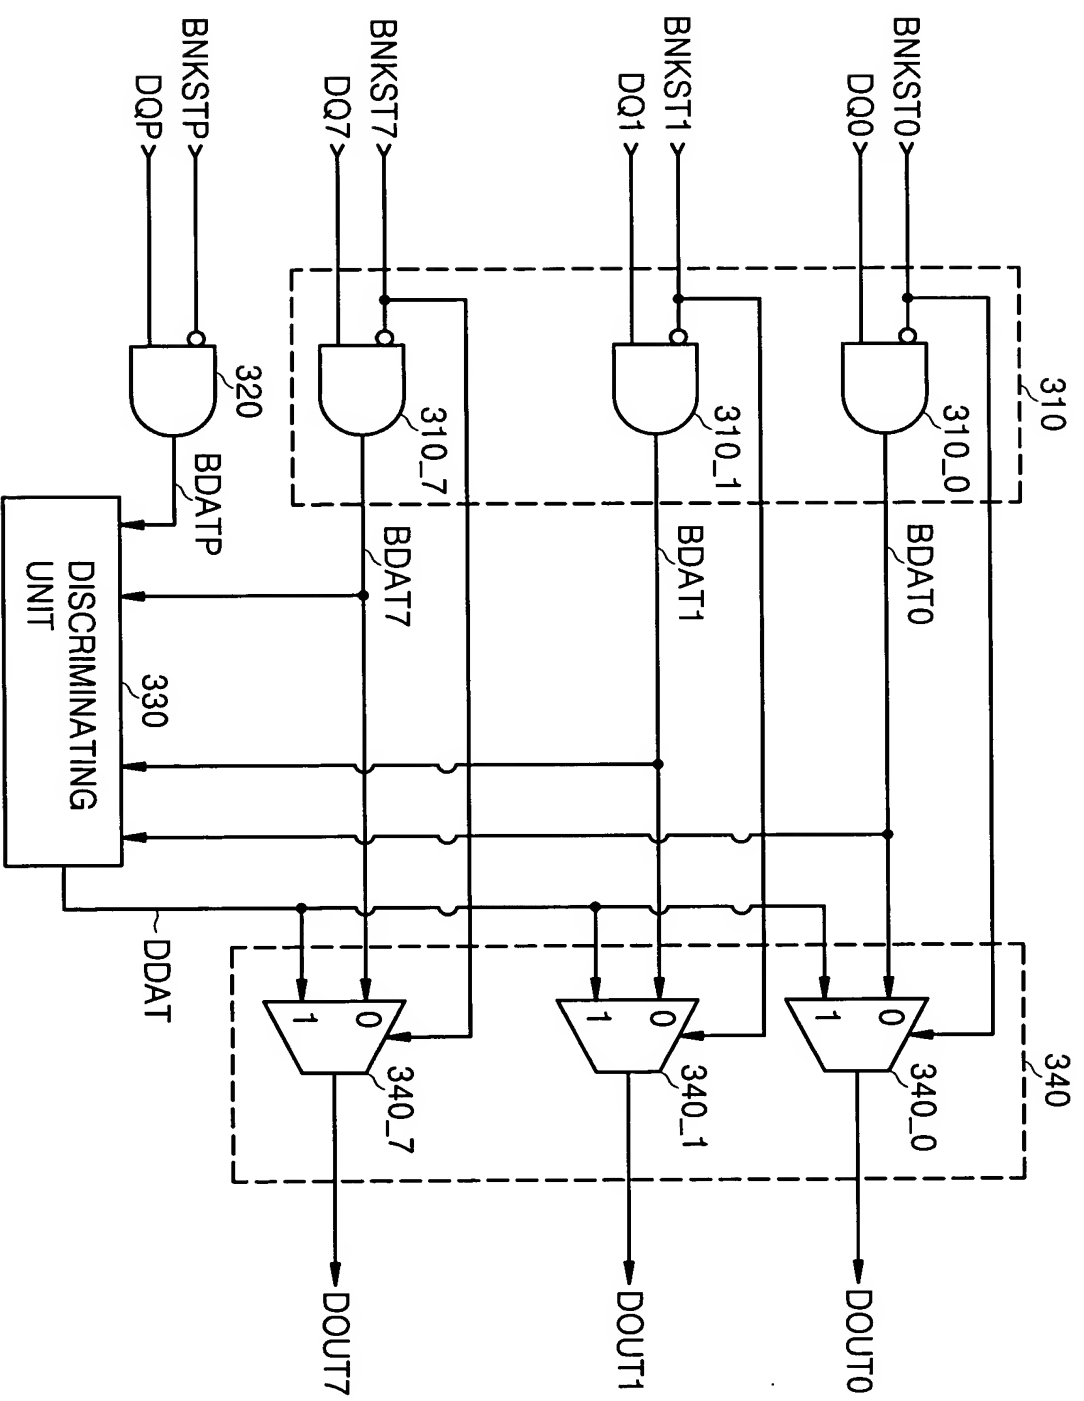 BNKST0
DQ0
BNKST1
DQ1
BNKST7
DQ7
BNKSTP
DQP
310
310_0
310_1
310_7
320
BDAT0
BDAT1
BDAT7
BDATP
330
DISCRIMINATING
UNIT
DDAT
340
0
1
340_0
0
1
340_1
0
1
340_7
DOUT0
DOUT1
DOUT7